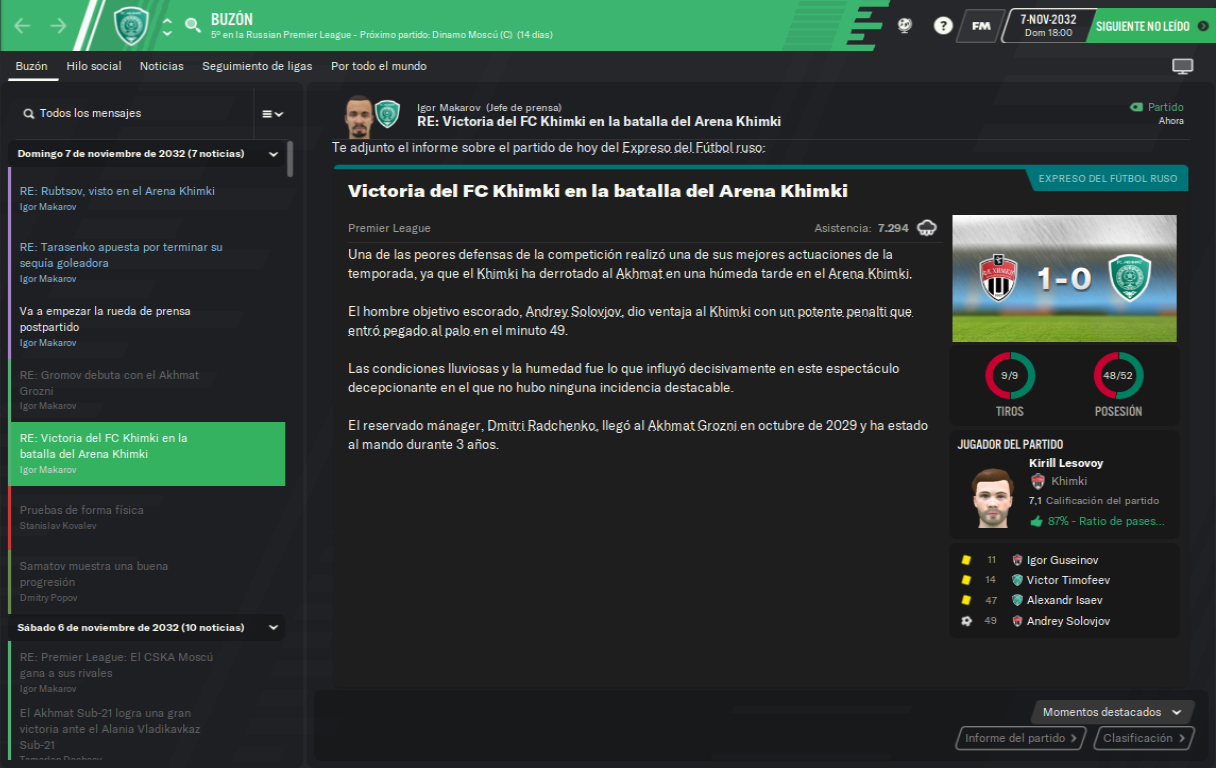 BUZÓN
5º en la Russian Premier League - Próximo partido: Dinamo Moscú (C) (14 días)
?
FM
7-NOV-2032
Dom 18:00
SIGUIENTE NO LEÍDO
Buzón
Hilo social
Noticias
Seguimiento de ligas
Por todo el mundo
Todos los mensajes
Domingo 7 de noviembre de 2032 (7 noticias)
RE: Rubtsov, visto en el Arena Khimki
Igor Makarov
RE: Tarasenko apuesta por terminar su
sequía goleadora
Igor Makarov
Va a empezar la rueda de prensa
postpartido
Igor Makarov
RE: Gromov debuta con el Akhmat
Grozni
Igor Makarov
RE: Victoria del FC Khimki en la
batalla del Arena Khimki
Igor Makarov
Pruebas de forma física
Stanislav Kovalev
Samatov muestra una buena
progresión
Dmitry Popov
Sábado 6 de noviembre de 2032 (10 noticias)
RE: Premier League: El CSKA Moscú
gana a sus rivales
Igor Makarov
El Akhmat Sub-21 logra una gran
victoria ante el Alania Vladikavkaz
Sub-21
Igor Makarov (Jefe de prensa)
RE: Victoria del FC Khimki en la batalla del Arena Khimki
Partido
Ahora
Te adjunto el informe sobre el partido de hoy del Expreso del Fútbol ruso:
EXPRESO DEL FÚTBOL RUSO
Victoria del FC Khimki en la batalla del Arena Khimki
Premier League
Asistencia: 7.294
Una de las peores defensas de la competición realizó una de sus mejores actuaciones de la
temporada, ya que el Khimki ha derrotado al Akhmat en una húmeda tarde en el Arena Khimki.
El hombre objetivo escorado, Andrey Solovjov, dio ventaja al Khimki con un potente penalti que
entró pegado al palo en el minuto 49.
Las condiciones lluviosas y la humedad fue lo que influyó decisivamente en este espectáculo
decepcionante en el que no hubo ninguna incidencia destacable.
El reservado mánager, Dmitri Radchenko, llegó al Akhmat Grozni en octubre de 2029 y ha estado
al mando durante 3 años.
1-0
9/9
TIROS
48/52
POSESIÓN
JUGADOR DEL PARTIDO
Kirill Lesovoy
Khimki
7,1 Calificación del partido
87% - Ratio de pases...
11 Igor Guseinov
14 Victor Timofeev
47 Alexandr Isaev
49 Andrey Solovjov
Momentos destacados
Informe del partido
Clasificación